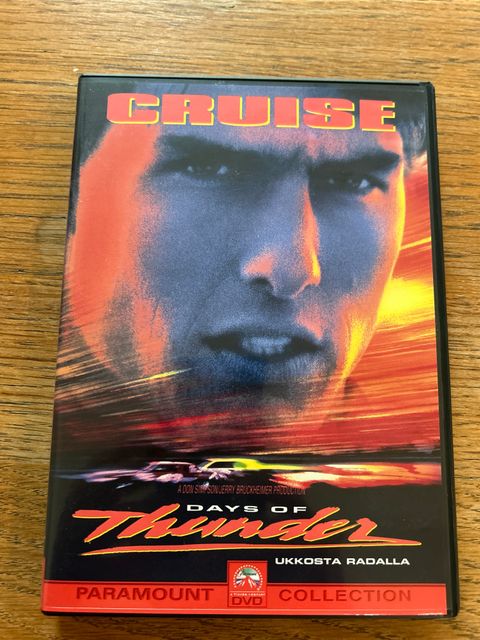 CRUISE
A DON SIMPSON/JERRY BRUCKHEIMER PRODUCTION
DAYS OF
Thunder
UKKOSTA RADALLA
PARAMOUNT DVD COLLECTION